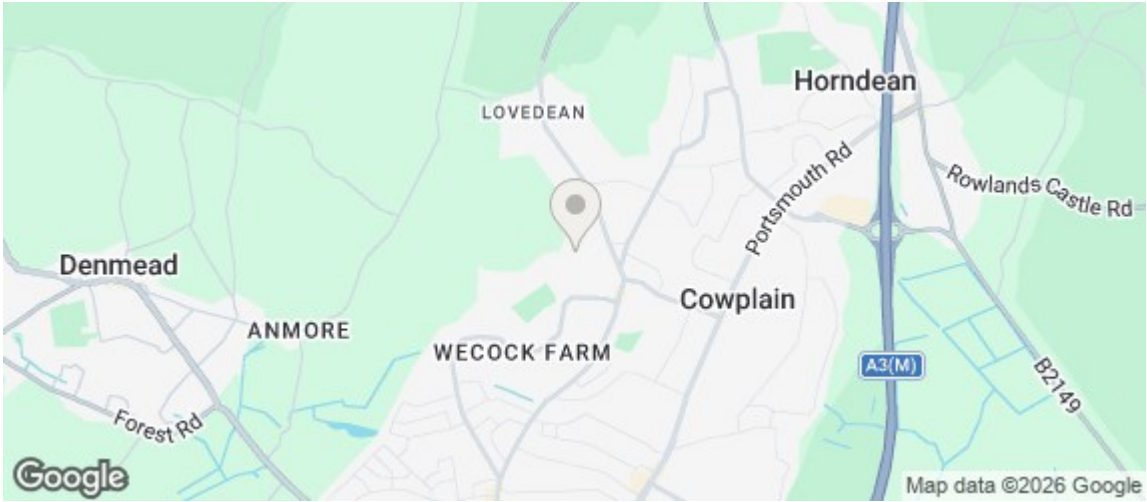 Horndean
LOVEDEAN
Portsmouth Rd
Rowlands Castle Rd
Denmead
Cowplain
ANMORE
WECOCK FARM
A3(M)
B2149
Forest Rd
Google
Map data ©2026 Google